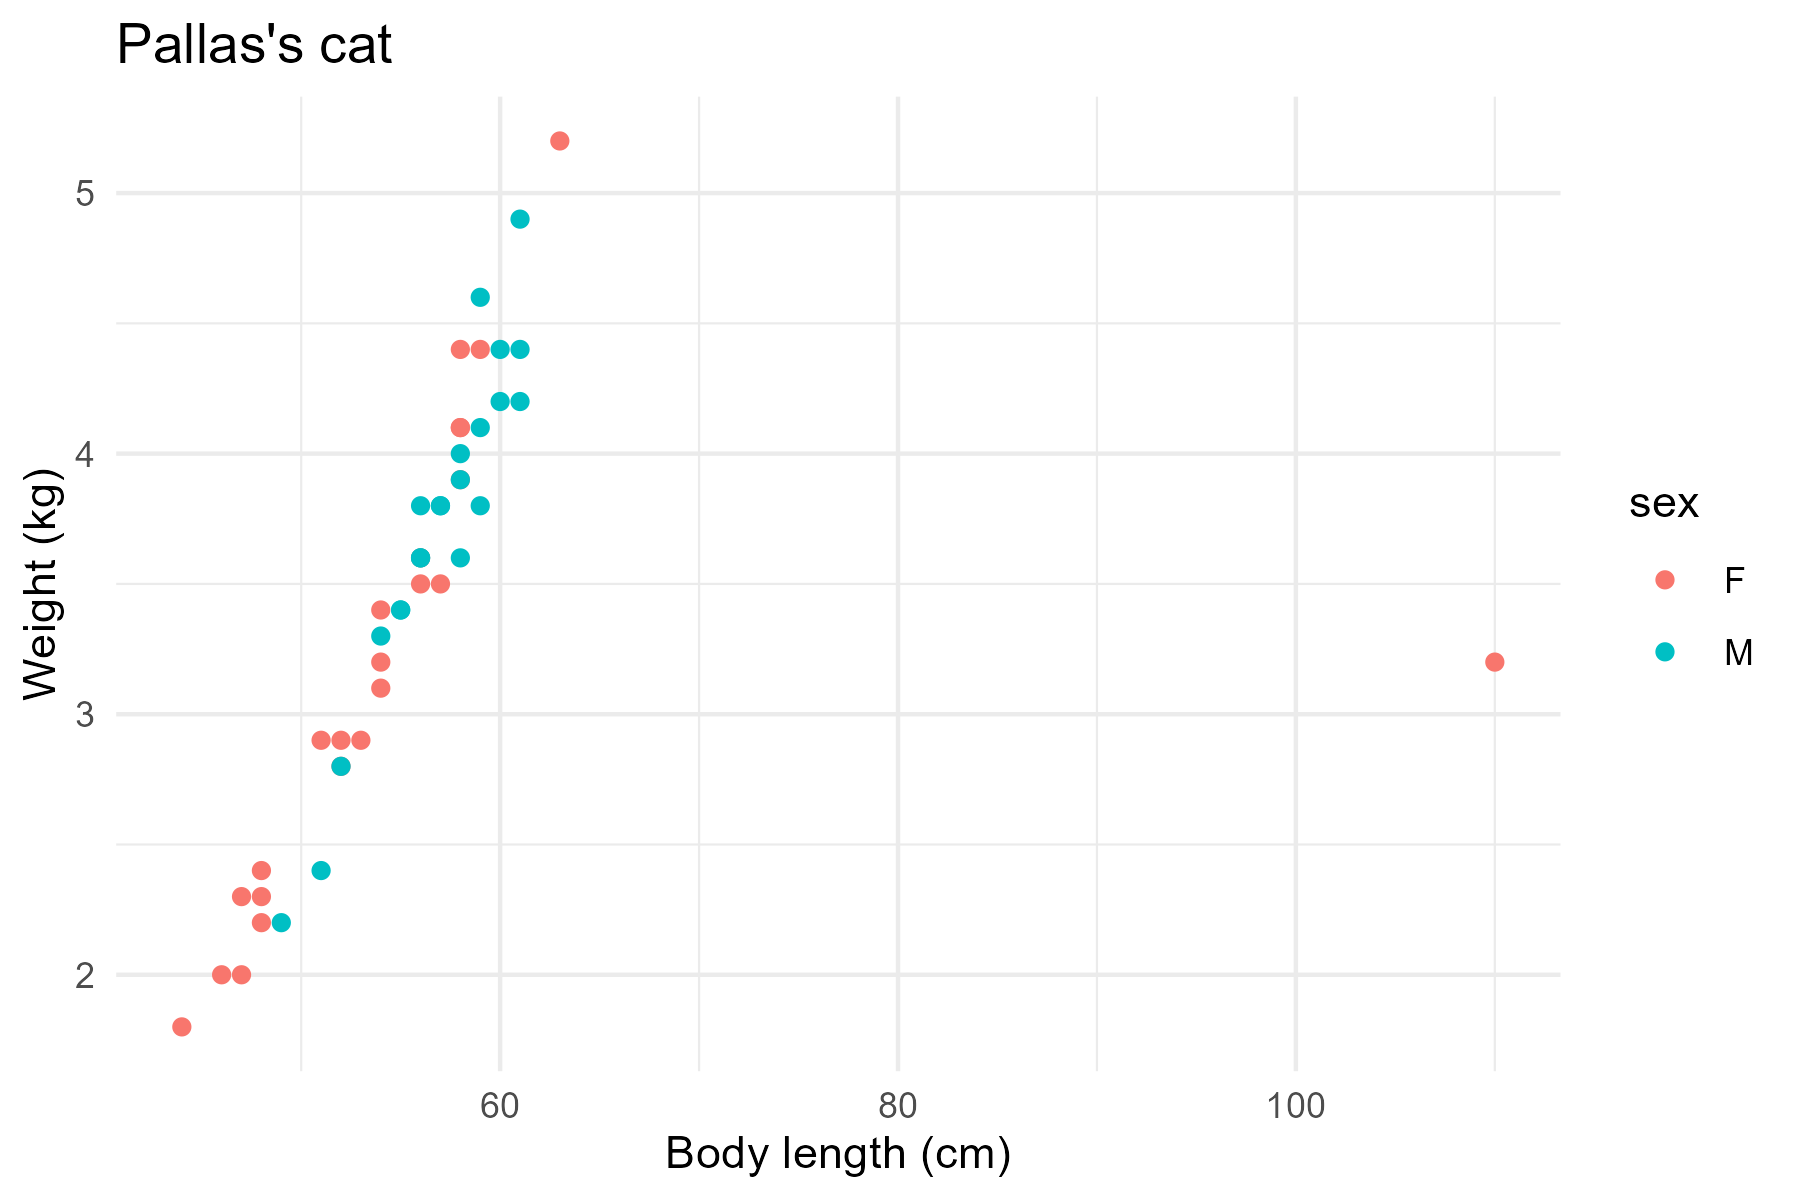 Pallas's cat
5
4
3
2
Weight (kg)
60 80 100
Body length (cm)
sex
F
M